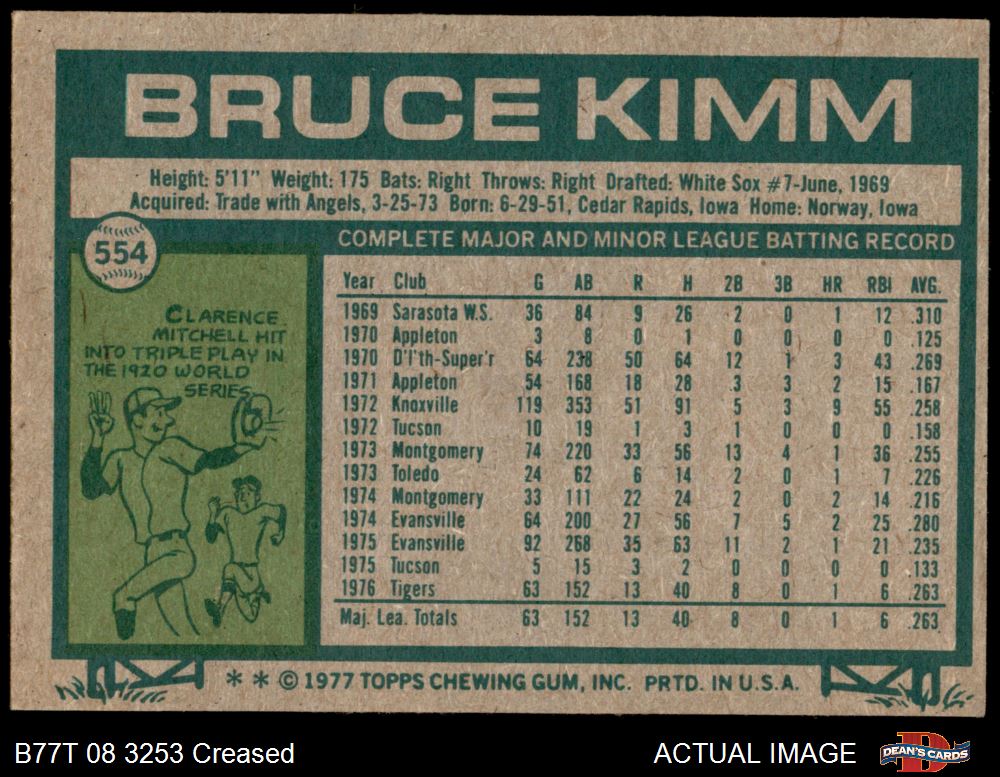 BRUCE KIMM
Height: 5'11" Weight: 175 Bats: Right Throws: Right Drafted: White Sox #7-June, 1969
Acquired: Trade with Angels, 3-25-73 Born: 6-29-51, Cedar Rapids, Iowa Home: Norway, Iowa
554
COMPLETE MAJOR AND MINOR LEAGUE BATTING RECORD
CLARENCE
MITCHELL HIT
INTO TRIPLE PLAY IN
THE 1920 WORLD
SERIES
Year Club G AB R H 2B 3B HR RBI AVG.
1969 Sarasota W.S. 36 84 9 26 2 0 1 12 .310
1970 Appleton 3 8 0 1 0 0 0 0 .125
1970 D'l'th-Super'r 64 238 50 64 12 1 3 43 .269
1971 Appleton 54 168 18 28 .3 3 2 15 .167
1972 Knoxville 119 353 51 91 5 3 9 55 .258
1972 Tucson 10 19 1 3 1 0 0 0 .158
1973 Montgomery 74 220 33 56 13 4 1 36 .255
1973 Toledo 24 62 6 14 2 0 1 7 .226
1974 Montgomery 33 111 22 24 2 0 2 14 .216
1974 Evansville 64 200 27 56 7 5 2 25 .280
1975 Evansville 92 268 35 63 11 2 1 21 .235
1975 Tucson 5 15 3 2 0 0 0 0 .133
1976 Tigers 63 152 13 40 8 0 1 6 .263
Maj. Lea. Totals 63 152 13 40 8 0 1 6 .263
* * © 1977 TOPPS CHEWING GUM, INC. PRTD. IN U.S.A.
B77T 08 3253 Creased
ACTUAL IMAGE
DEAN'S CARDS